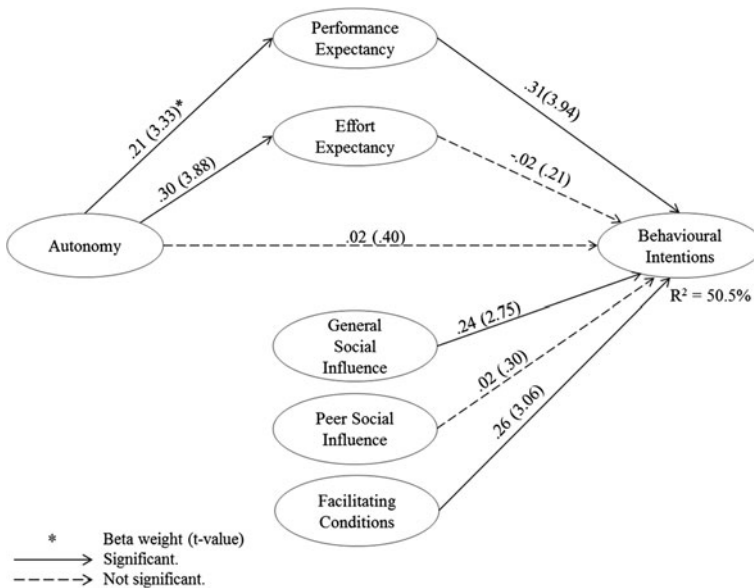 Performance
Expectancy
.21 (3.33)*
.31(3.94)
Effort
Expectancy
.30 (3.88)
-.02 (.21)
Autonomy
.02 (.40)
Behavioural
Intentions
R² = 50.5%
General
Social
Influence
.24 (2.75)
Peer Social
Influence
.02 (.30)
.26 (3.06)
Facilitating
Conditions
* Beta weight (t-value)
Significant.
Not significant.